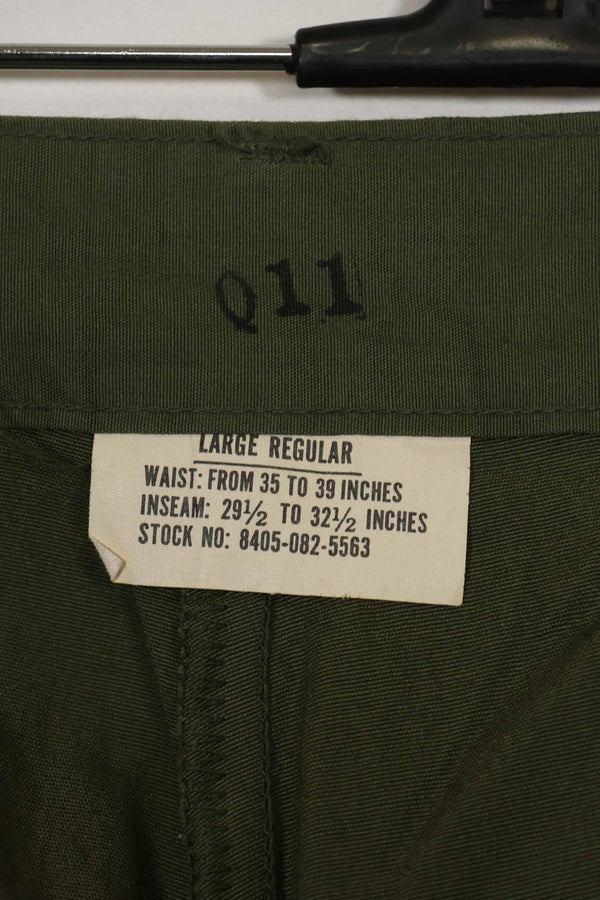 Q11
LARGE REGULAR
WAIST: FROM 35 TO 39 INCHES
INSEAM: 29½ TO 32½ INCHES
STOCK NO: 8405-082-5563